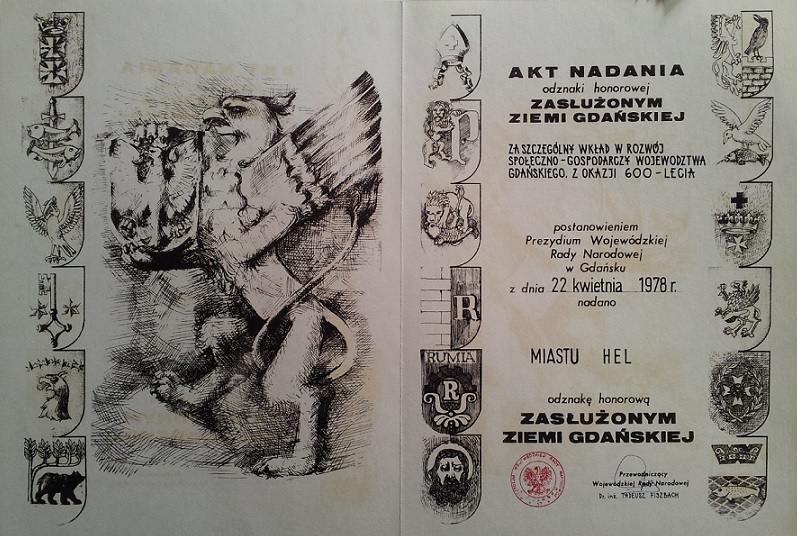 AKT NADANIA
odznaki honorowej
ZASŁUŻONYM
ZIEMI GDAŃSKIEJ
ZA SZCZEGÓLNY WKŁAD W ROZWÓJ
SPOŁECZNO-GOSPODARCZY WOJEWÓDZTWA
GDAŃSKIEGO, Z OKAZJI 600-LECIA
postanowieniem
Prezydium Wojewódzkiej
Rady Narodowej
w Gdańsku
z dnia 22 kwietnia 1978 r.
nadano
MIASTU HEL
odznakę honorową
ZASŁUŻONYM
ZIEMI GDAŃSKIEJ
Przewodniczący
Wojewódzkiej Rady Narodowej
Dr. inż. TADEUSZ FISZBACH
P
R
RUMIA
R